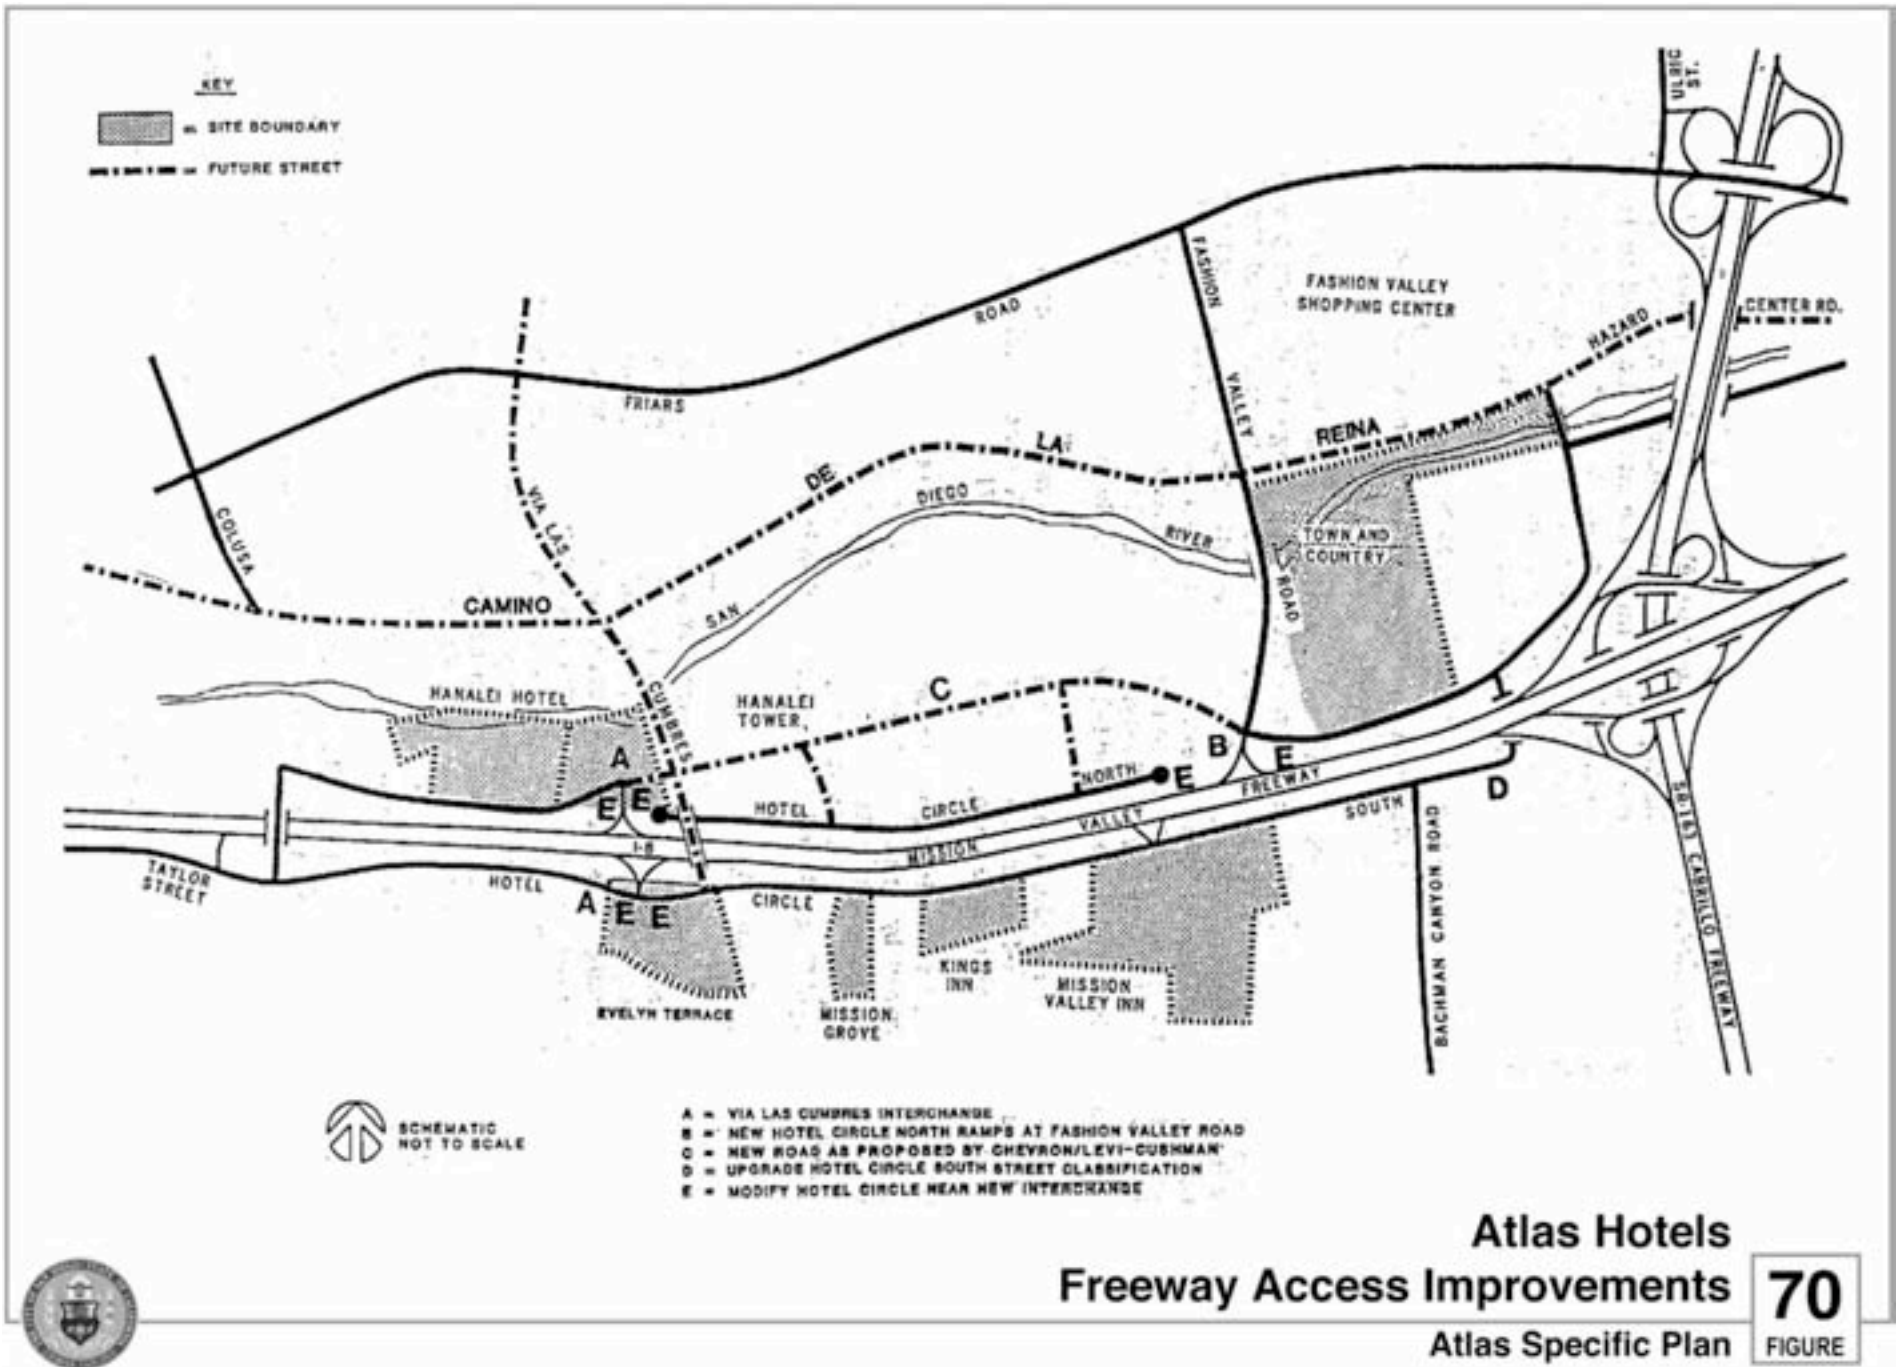 KEY
= SITE BOUNDARY
= FUTURE STREET
ULRIC
ST.
FASHION VALLEY
SHOPPING CENTER
FASHION
VALLEY
ROAD
HAZARD
CENTER RD.
ROAD
FRIARS
COLUSA
VIA LAS
CUMBRES
CAMINO
DE
LA
REINA
SAN
DIEGO
RIVER
TOWN AND
COUNTRY
HANALEI HOTEL
HANALEI
TOWER
C
A
B
E
E
E
E
NORTH
HOTEL
CIRCLE
FREEWAY
VALLEY
MISSION
I-8
SOUTH
D
TAYLOR
STREET
HOTEL
CIRCLE
A
E
E
EVELYN TERRACE
MISSION
GROVE
KINGS
INN
MISSION
VALLEY INN
BACHMAN CANYON ROAD
SR-163 CABRILLO FREEWAY
SCHEMATIC
NOT TO SCALE
A = VIA LAS CUMBRES INTERCHANGE
B = NEW HOTEL CIRCLE NORTH RAMPS AT FASHION VALLEY ROAD
C = NEW ROAD AS PROPOSED BY CHEVRON/LEVI-CUSHMAN
D = UPGRADE HOTEL CIRCLE SOUTH STREET CLASSIFICATION
E = MODIFY HOTEL CIRCLE NEAR NEW INTERCHANGE
Atlas Hotels
Freeway Access Improvements
Atlas Specific Plan
70
FIGURE